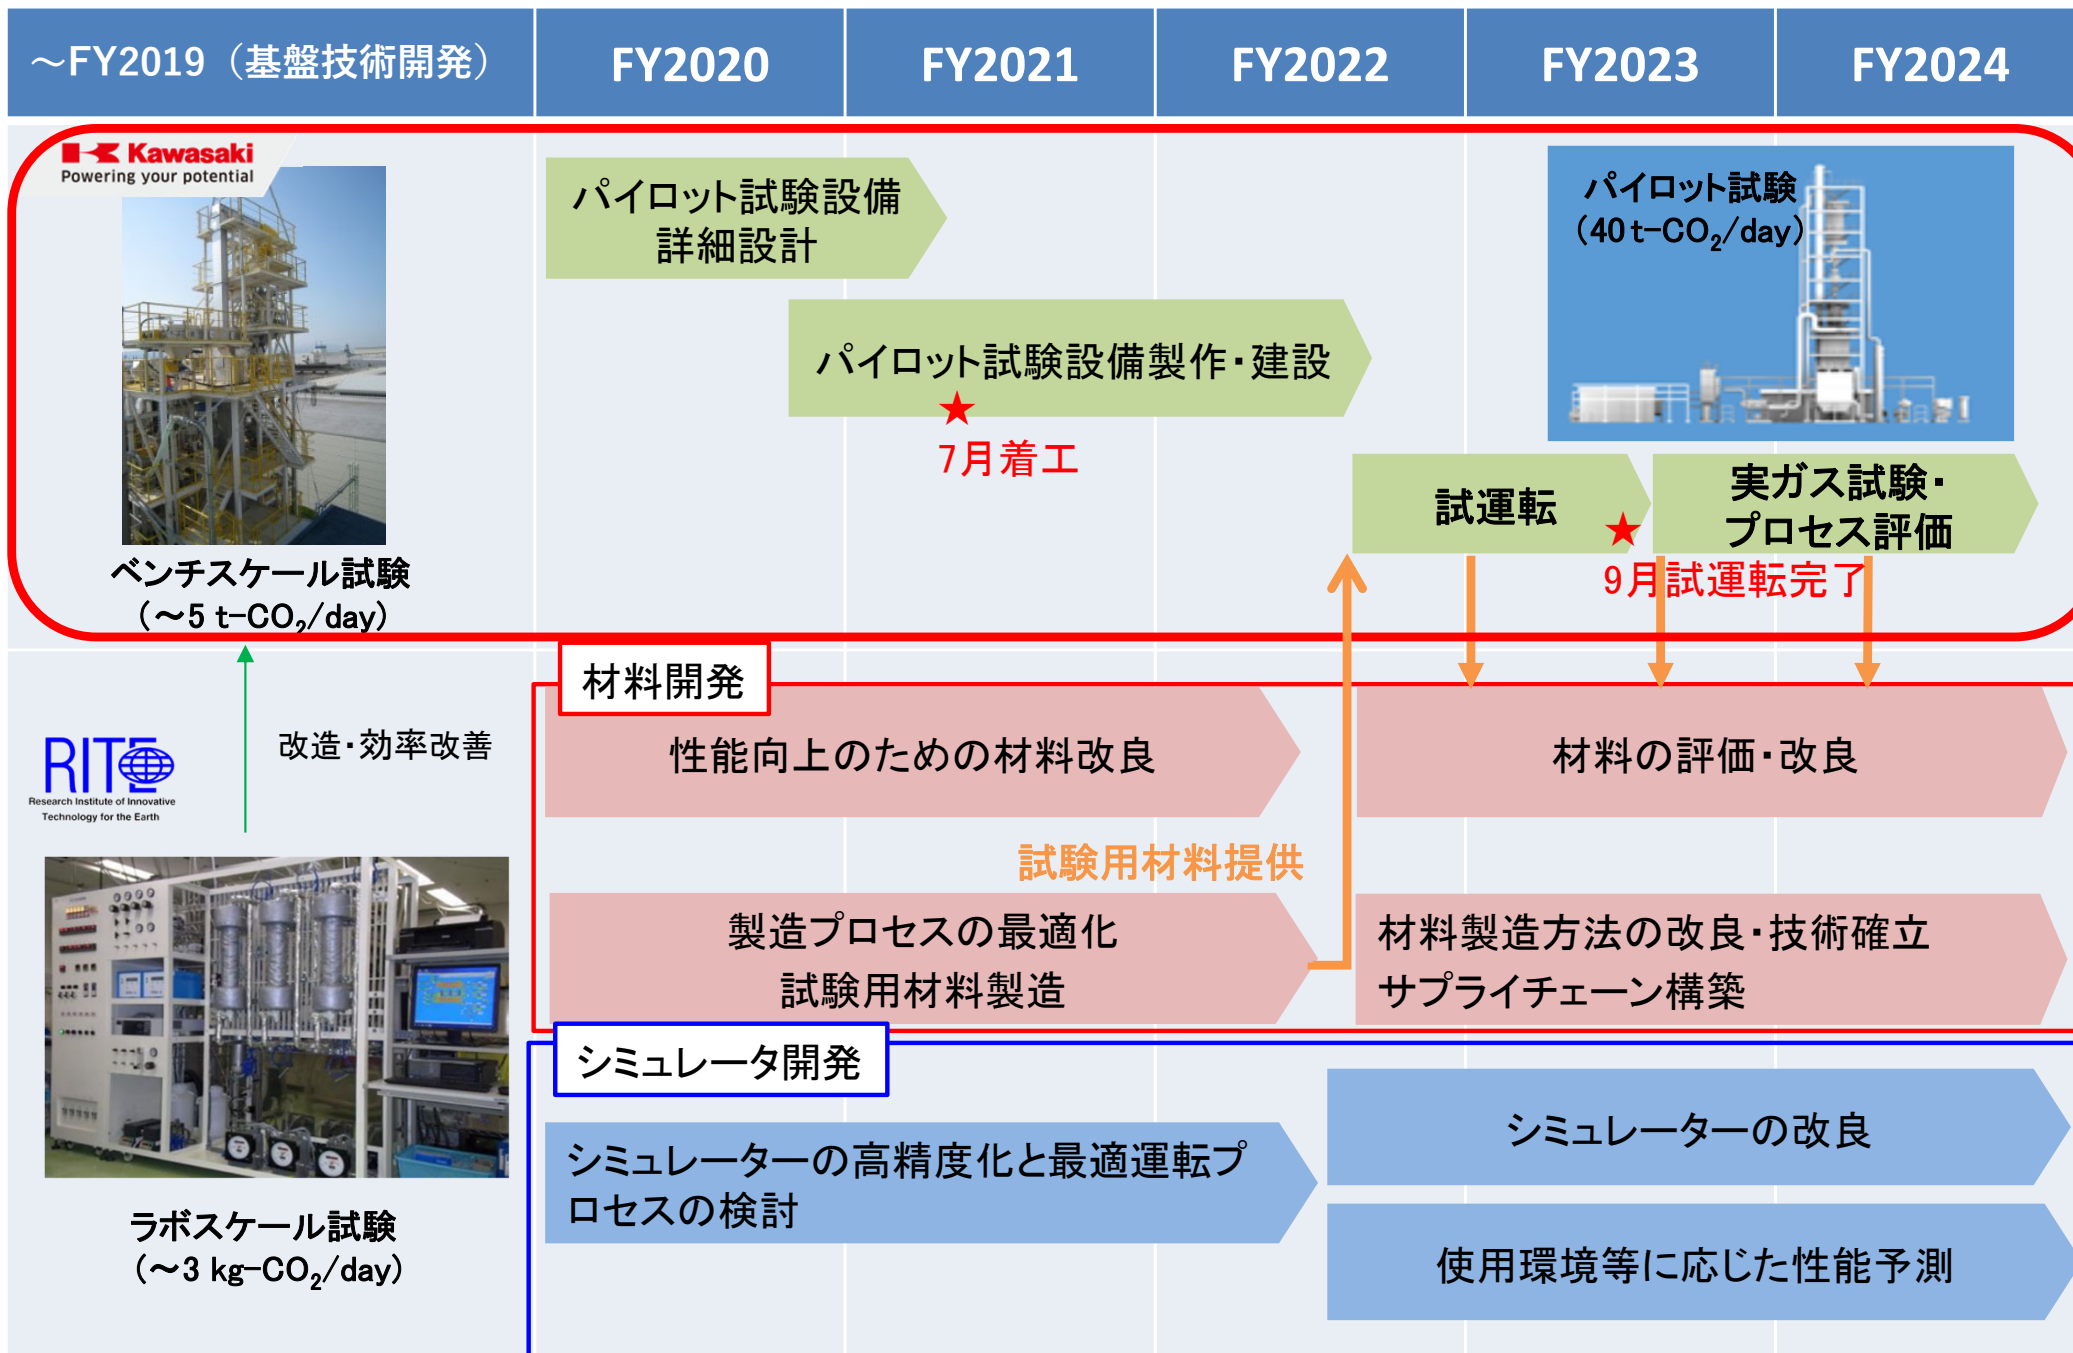 ～FY2019（基盤技術開発）
FY2020
FY2021
FY2022
FY2023
FY2024
Kawasaki
Powering your potential
パイロット試験設備
詳細設計
パイロット試験設備製作・建設
★
7月着工
パイロット試験
（40 t-CO₂/day）
試運転
★
実ガス試験・
プロセス評価
9月試運転完了
ベンチスケール試験
（～5 t-CO₂/day）
材料開発
改造・効率改善
RITE
Research Institute of Innovative
Technology for the Earth
性能向上のための材料改良
材料の評価・改良
試験用材料提供
製造プロセスの最適化
試験用材料製造
材料製造方法の改良・技術確立
サプライチェーン構築
シミュレータ開発
シミュレーターの高精度化と最適運転プ
ロセスの検討
シミュレーターの改良
使用環境等に応じた性能予測
ラボスケール試験
（～3 kg-CO₂/day）